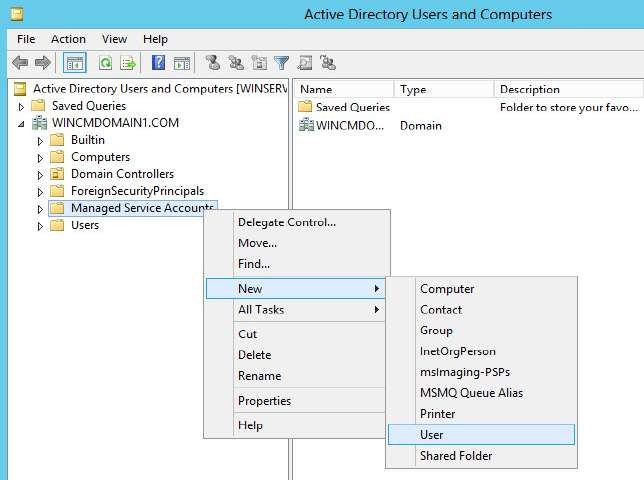 Active Directory Users and Computers
File Action View Help
Active Directory Users and Computers [WINSERV
Saved Queries
WINCMDOMAIN1.COM
Builtin
Computers
Domain Controllers
ForeignSecurityPrincipals
Managed Service Accounts
Users
Name Type Description
Saved Queries Folder to store your favo...
WINCMDO... Domain
Delegate Control...
Move...
Find...
New
All Tasks
Cut
Delete
Rename
Properties
Help
Computer
Contact
Group
InetOrgPerson
msImaging-PSPs
MSMQ Queue Alias
Printer
User
Shared Folder